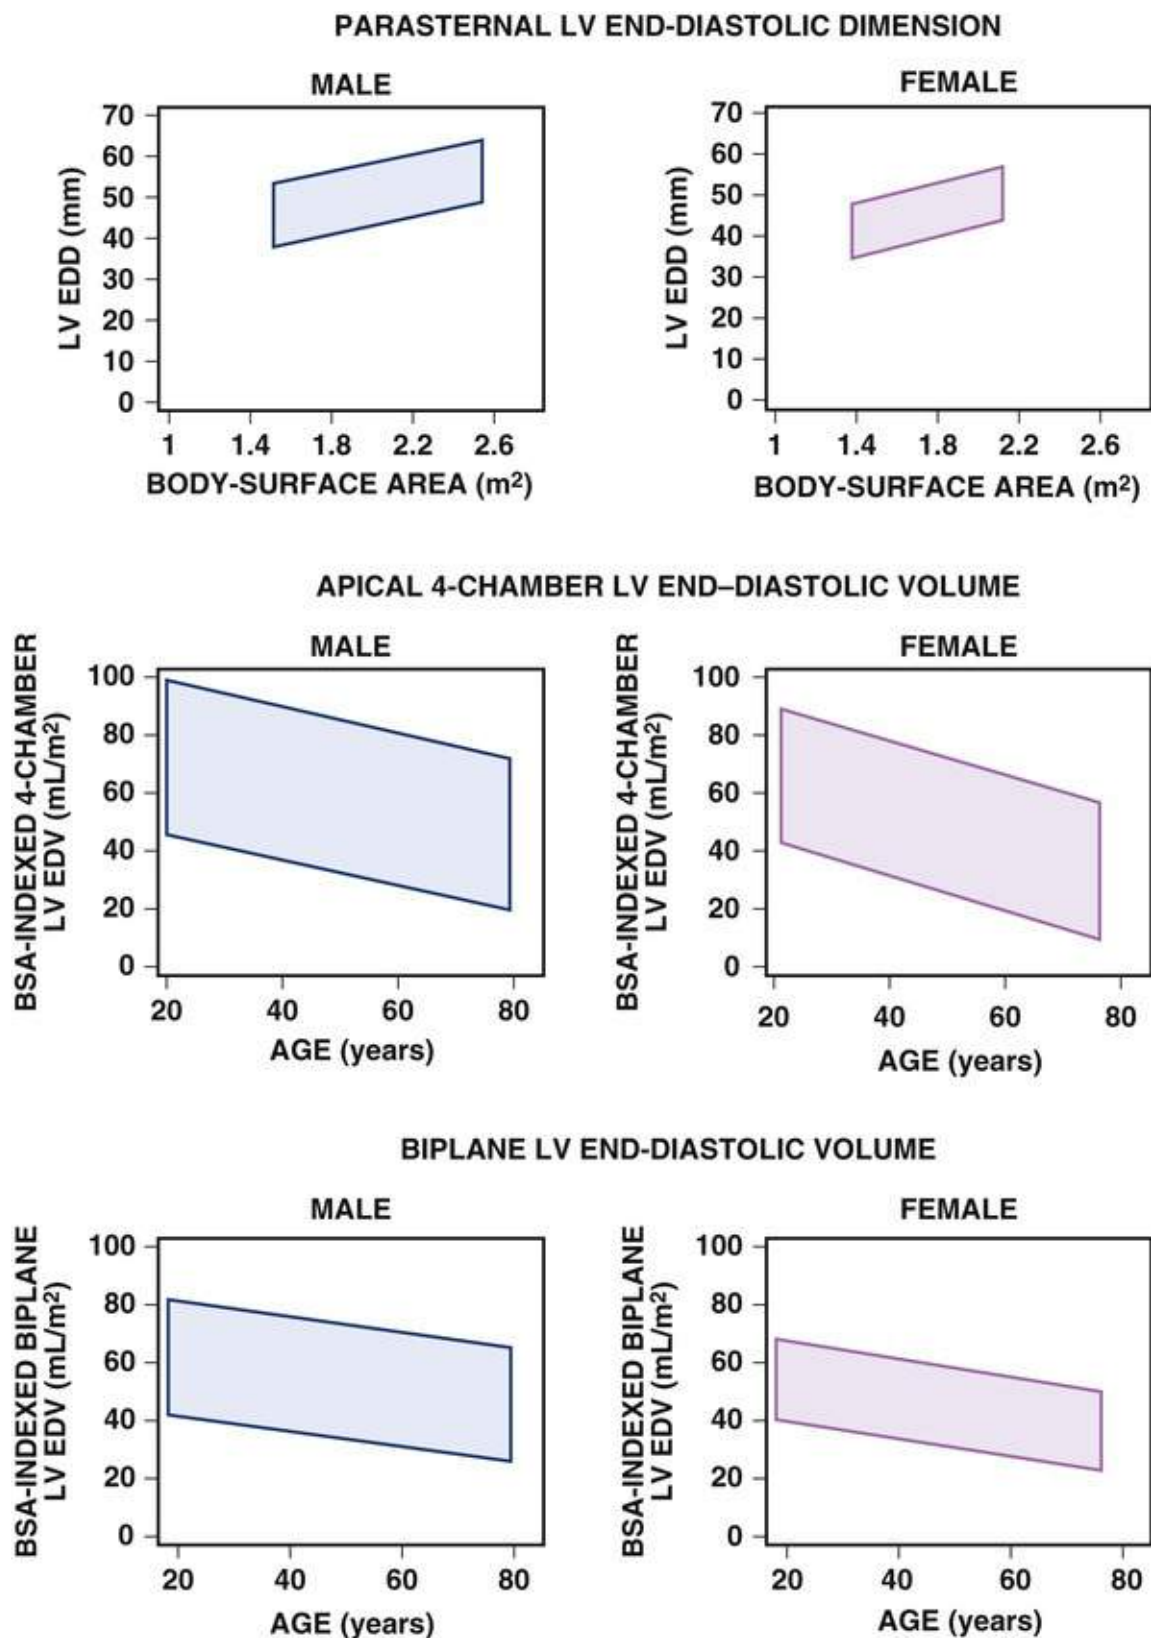 PARASTERNAL LV END-DIASTOLIC DIMENSION
MALE
70
60
50
40
30
20
10
0
LV EDD (mm)
1 1.4 1.8 2.2 2.6
BODY-SURFACE AREA (m²)
FEMALE
70
60
50
40
30
20
10
0
LV EDD (mm)
1 1.4 1.8 2.2 2.6
BODY-SURFACE AREA (m²)
APICAL 4-CHAMBER LV END–DIASTOLIC VOLUME
MALE
BSA-INDEXED 4-CHAMBER
LV EDV (mL/m²)
100
80
60
40
20
0
20 40 60 80
AGE (years)
FEMALE
BSA-INDEXED 4-CHAMBER
LV EDV (mL/m²)
100
80
60
40
20
0
20 40 60 80
AGE (years)
BIPLANE LV END-DIASTOLIC VOLUME
MALE
BSA-INDEXED BIPLANE
LV EDV (mL/m²)
100
80
60
40
20
0
20 40 60 80
AGE (years)
FEMALE
BSA-INDEXED BIPLANE
LV EDV (mL/m²)
100
80
60
40
20
0
20 40 60 80
AGE (years)